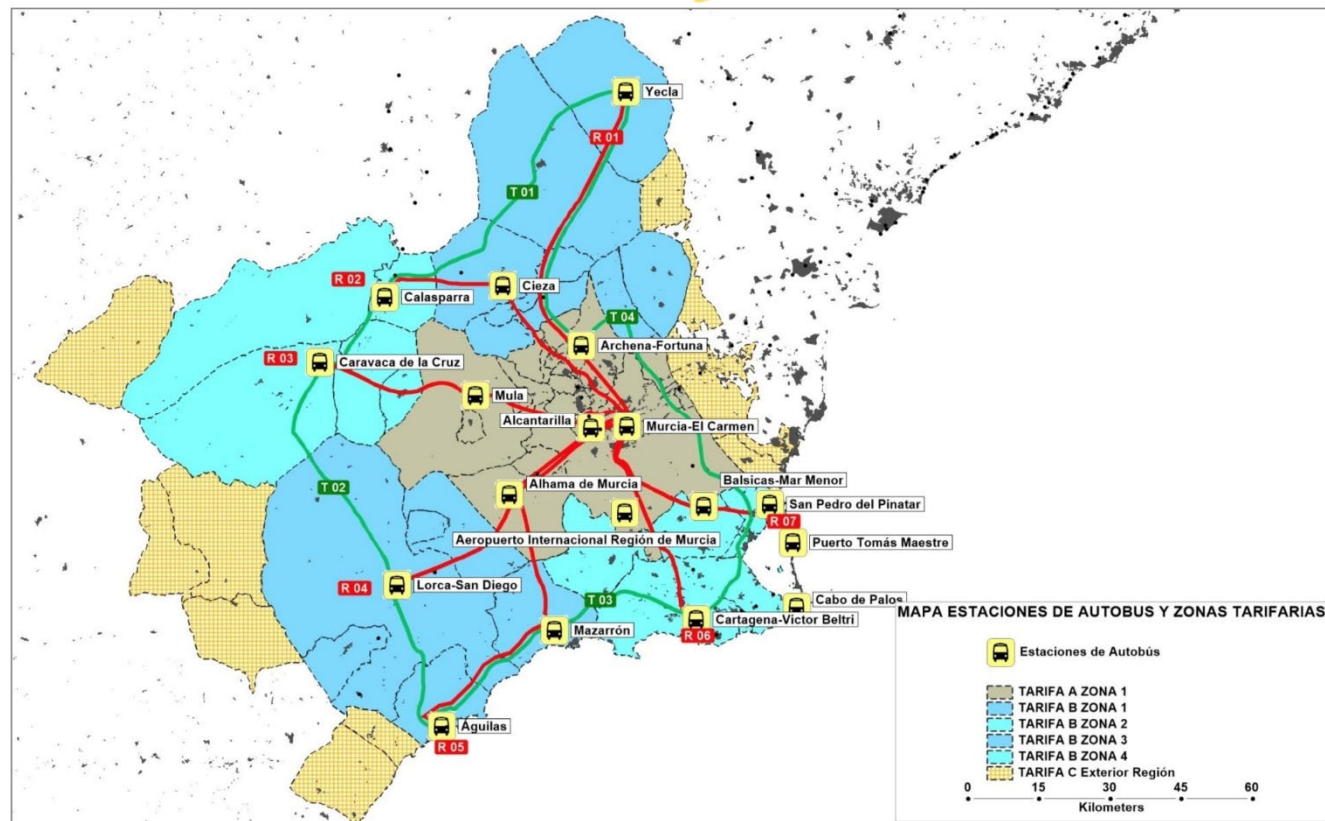 Yecla
R 01
T 01
R 02
Calasparra
Cieza
T 04
Archena-Fortuna
R 03
Caravaca de la Cruz
Mula
Alcantarilla
Murcia-El Carmen
Balsicas-Mar Menor
Alhama de Murcia
T 02
San Pedro del Pinatar
R 07
Aeropuerto Internacional Región de Murcia
Puerto Tomás Maestre
R 04
Lorca-San Diego
T 03
Cabo de Palos
Cartagena-Victor Beltri
Mazarrón
R 06
Águilas
R 05
MAPA ESTACIONES DE AUTOBUS Y ZONAS TARIFARIAS
Estaciones de Autobús
TARIFA A ZONA 1
TARIFA B ZONA 1
TARIFA B ZONA 2
TARIFA B ZONA 3
TARIFA B ZONA 4
TARIFA C Exterior Región
0 15 30 45 60
Kilometers